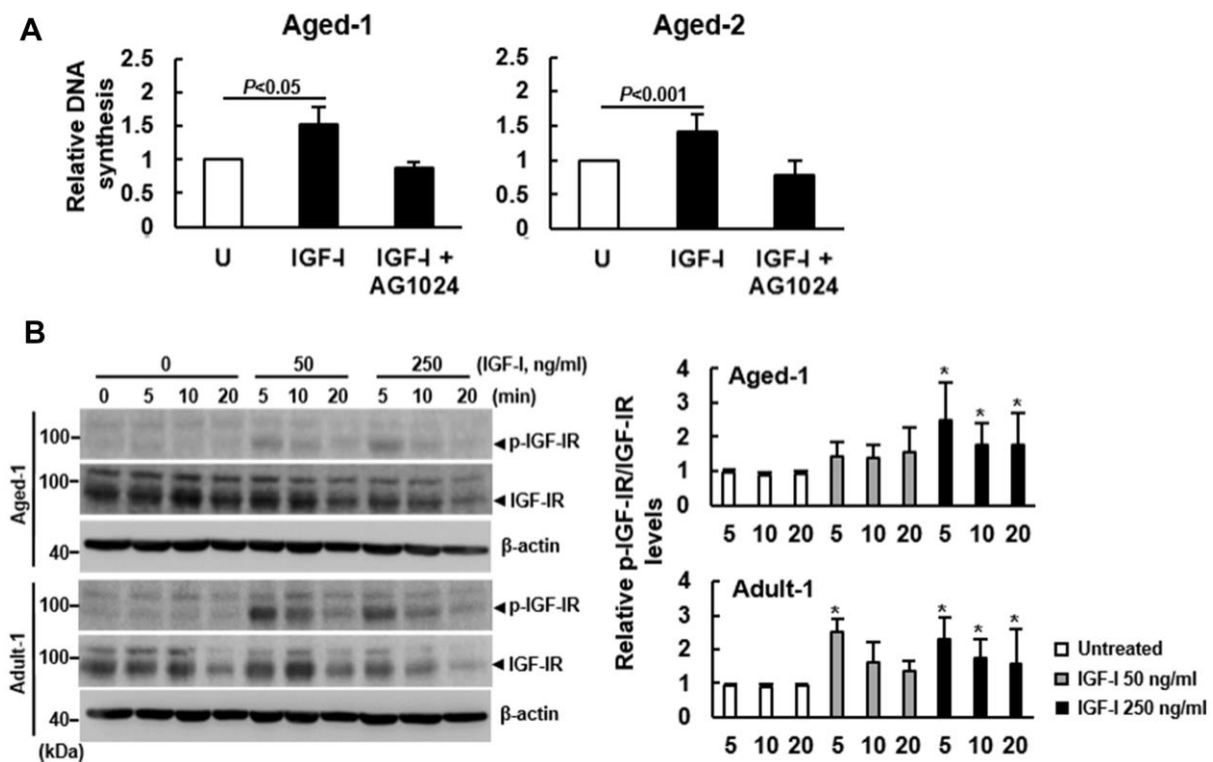 A
Aged-1
Aged-2
Relative DNA
synthesis
2.5
2
1.5
1
0.5
0
P<0.05
U
IGF-I
IGF-I +
AG1024
2.5
2
1.5
1
0.5
0
P<0.001
U
IGF-I
IGF-I +
AG1024
B
0 50 250 (IGF-I, ng/ml)
0 5 10 20 5 10 20 5 10 20 (min)
Aged-1
100
p-IGF-IR
100
IGF-IR
40
β-actin
Adult-1
100
p-IGF-IR
100
IGF-IR
40
β-actin
(kDa)
Relative p-IGF-IR/IGF-IR
levels
Aged-1
4
3
2
1
0
* * *
5 10 20 5 10 20 5 10 20
Adult-1
4
3
2
1
0
* * * *
5 10 20 5 10 20 5 10 20
Untreated
IGF-I 50 ng/ml
IGF-I 250 ng/ml